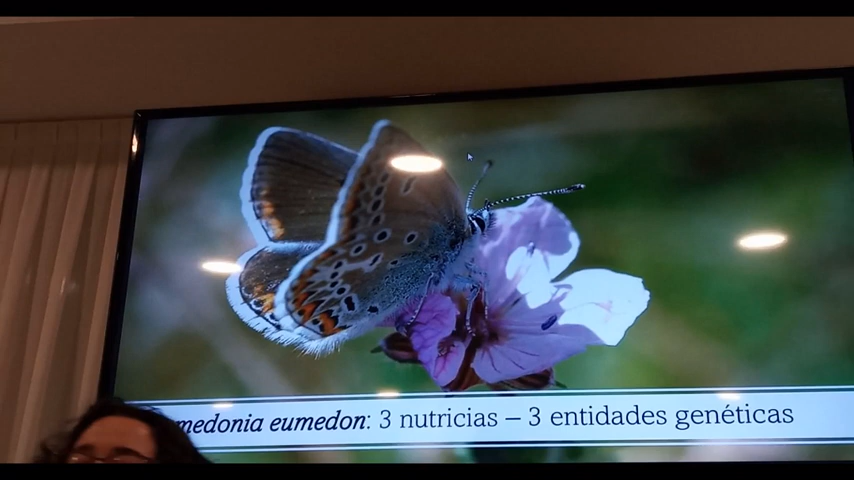 medonia eumedon: 3 nutricias – 3 entidades genéticas